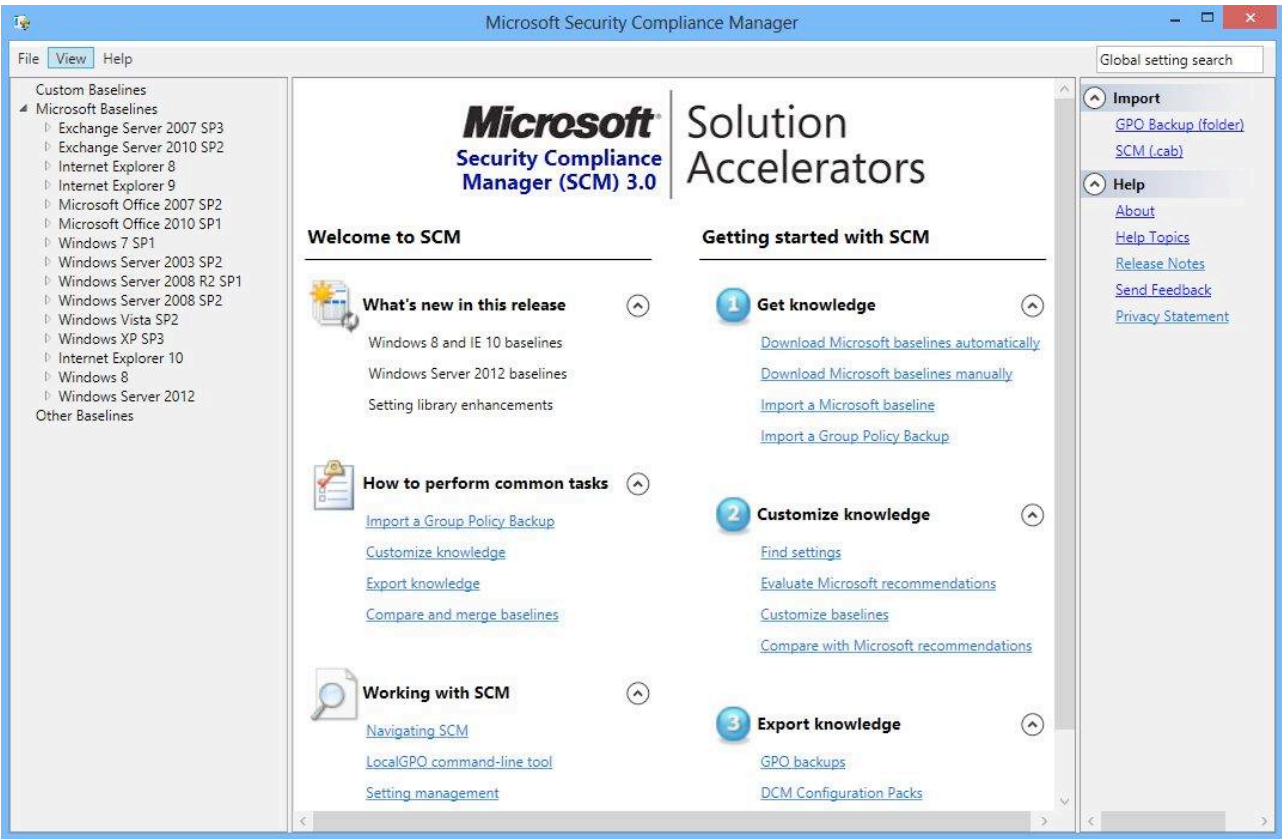 Microsoft Security Compliance Manager
File View Help
Global setting search
Custom Baselines
Microsoft Baselines
Exchange Server 2007 SP3
Exchange Server 2010 SP2
Internet Explorer 8
Internet Explorer 9
Microsoft Office 2007 SP2
Microsoft Office 2010 SP1
Windows 7 SP1
Windows Server 2003 SP2
Windows Server 2008 R2 SP1
Windows Server 2008 SP2
Windows Vista SP2
Windows XP SP3
Internet Explorer 10
Windows 8
Windows Server 2012
Other Baselines
Microsoft
Security Compliance
Manager (SCM) 3.0
Solution
Accelerators
Welcome to SCM
What's new in this release
Windows 8 and IE 10 baselines
Windows Server 2012 baselines
Setting library enhancements
How to perform common tasks
Import a Group Policy Backup
Customize knowledge
Export knowledge
Compare and merge baselines
Working with SCM
Navigating SCM
LocalGPO command-line tool
Setting management
Getting started with SCM
1 Get knowledge
Download Microsoft baselines automatically
Download Microsoft baselines manually
Import a Microsoft baseline
Import a Group Policy Backup
2 Customize knowledge
Find settings
Evaluate Microsoft recommendations
Customize baselines
Compare with Microsoft recommendations
3 Export knowledge
GPO backups
DCM Configuration Packs
Import
GPO Backup (folder)
SCM (.cab)
Help
About
Help Topics
Release Notes
Send Feedback
Privacy Statement